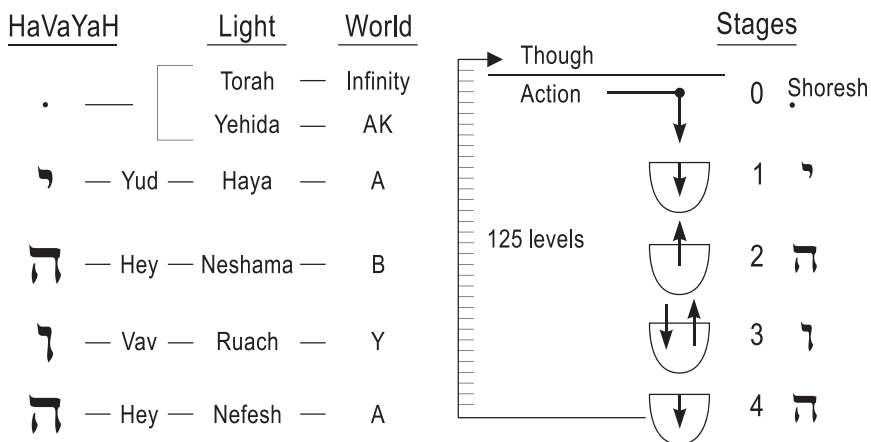 HaVaYaH Light World Stages
Though
Torah — Infinity
Action 0 Shoresh
Yehida — AK
י — Yud — Haya — A 1 י
125 levels
ה — Hey — Neshama — B 2 ה
ו — Vav — Ruach — Y 3 ו
ה — Hey — Nefesh — A 4 ה